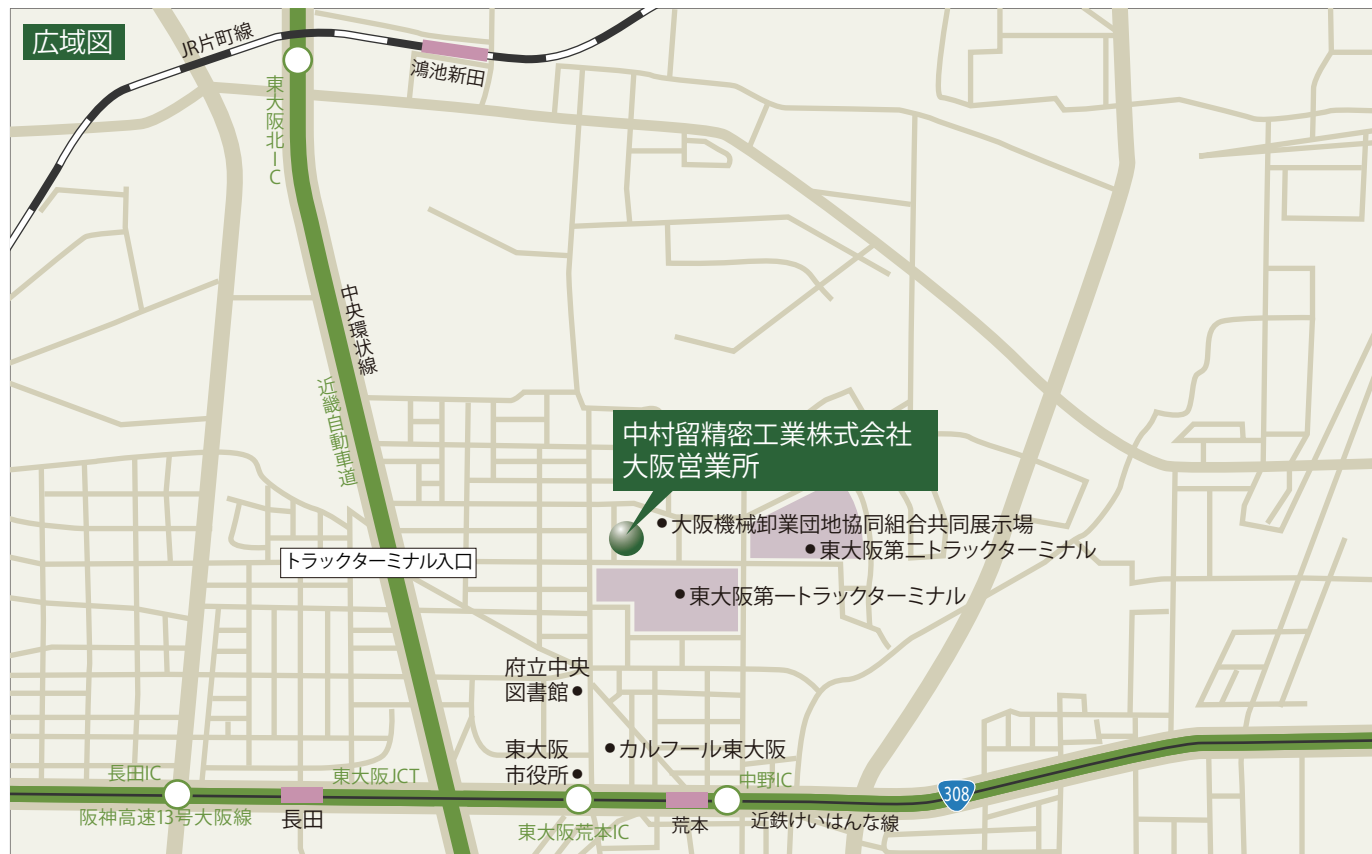 広域図
JR片町線
鴻池新田
東大阪北IC
中央環状線
近畿自動車道
中村留精密工業株式会社
大阪営業所
大阪機械卸業団地協同組合共同展示場
東大阪第二トラックターミナル
トラックターミナル入口
東大阪第一トラックターミナル
府立中央
図書館
東大阪
市役所
カルフール東大阪
長田IC
東大阪JCT
中野IC
308
阪神高速13号大阪線
長田
東大阪荒本IC
荒本
近鉄けいはんな線